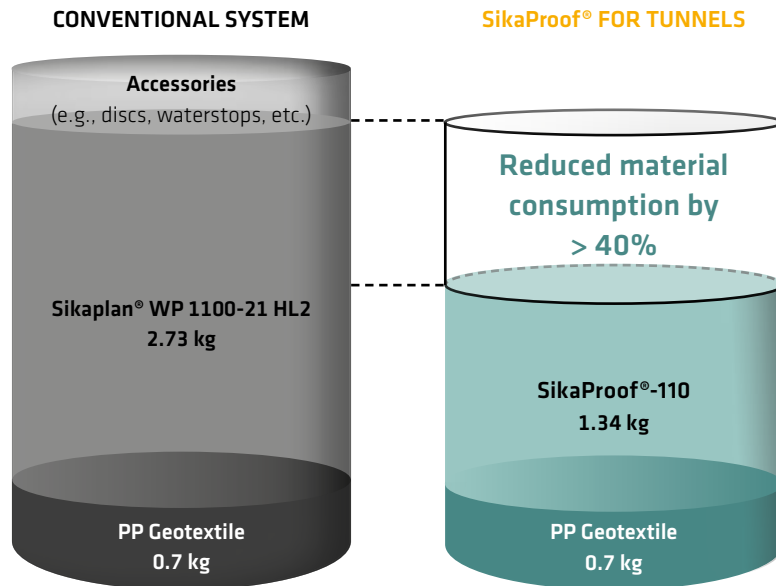 CONVENTIONAL SYSTEM
Accessories
(e.g., discs, waterstops, etc.)
Sikaplan® WP 1100-21 HL2
2.73 kg
PP Geotextile
0.7 kg
SikaProof® FOR TUNNELS
Reduced material
consumption by
> 40%
SikaProof®-110
1.34 kg
PP Geotextile
0.7 kg